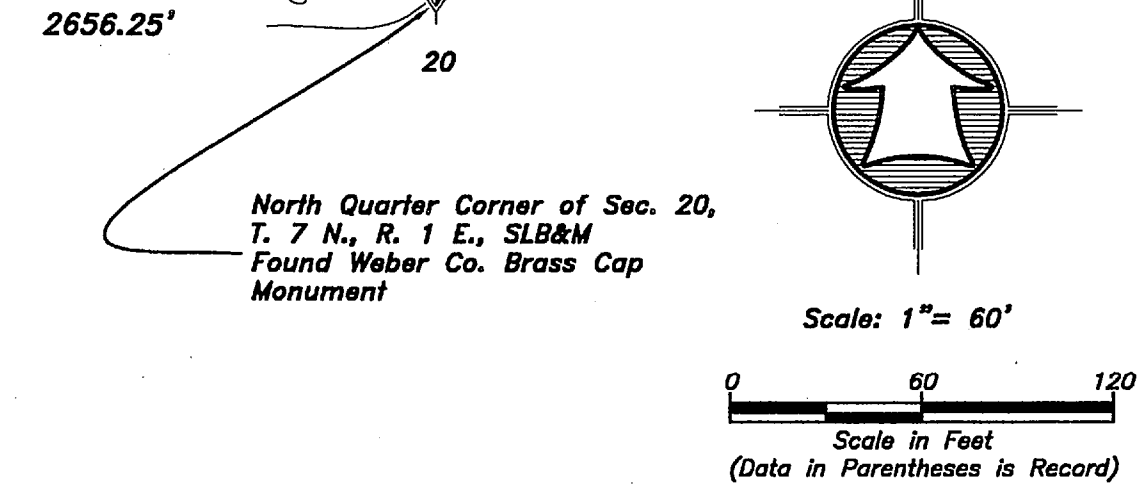 2656.25'
20
North Quarter Corner of Sec. 20,
T. 7 N., R. 1 E., SLB&M
Found Weber Co. Brass Cap
Monument
Scale: 1"= 60'
0 60 120
Scale in Feet
(Data in Parentheses is Record)